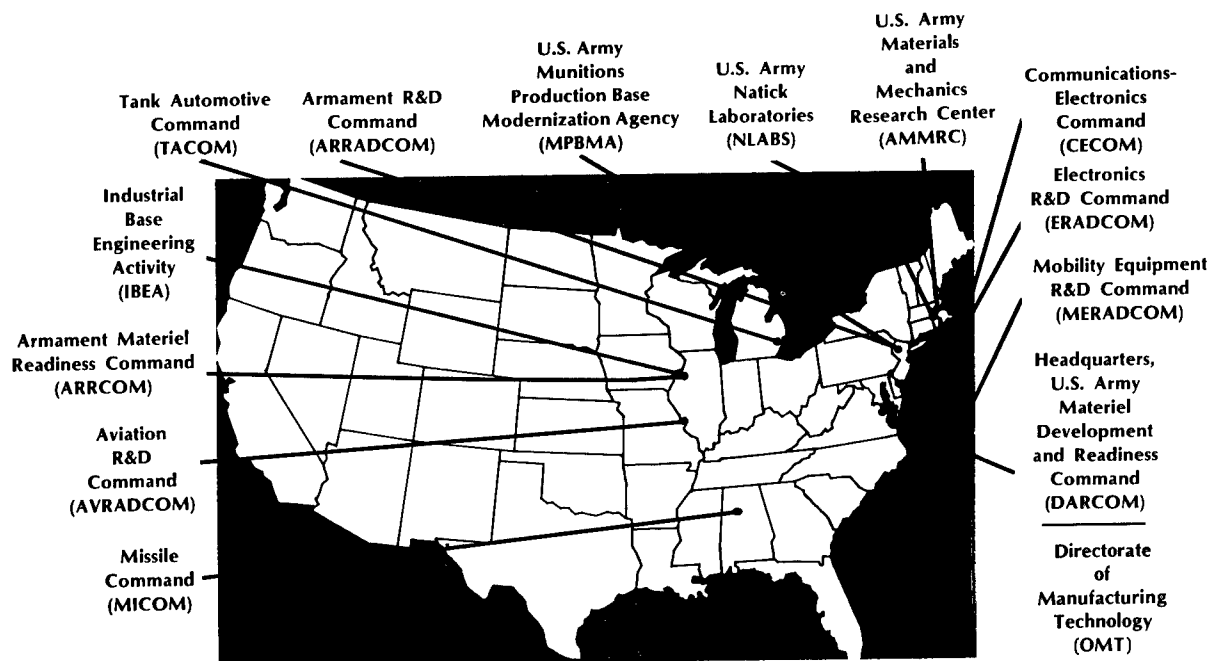 Tank Automotive
Command
(TACOM)
Armament R&D
Command
(ARRADCOM)
U.S. Army
Munitions
Production Base
Modernization Agency
(MPBMA)
U.S. Army
Natick
Laboratories
(NLABS)
U.S. Army
Materials
and
Mechanics
Research Center
(AMMRC)
Communications-
Electronics
Command
(CECOM)
Electronics
R&D Command
(ERADCOM)
Mobility Equipment
R&D Command
(MERADCOM)
Headquarters,
U.S. Army
Materiel
Development
and Readiness
Command
(DARCOM)
Directorate
of
Manufacturing
Technology
(OMT)
Industrial
Base
Engineering
Activity
(IBEA)
Armament Materiel
Readiness Command
(ARRCOM)
Aviation
R&D
Command
(AVRADCOM)
Missile
Command
(MICOM)